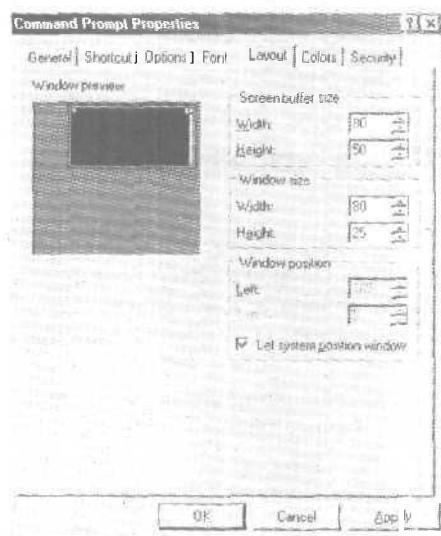 Command Prompt Properties
General Shortcut Options Font Layout Colors Security
Window preview
Screen buffer size
Width: 80
Height: 50
Window size
Width: 80
Height: 25
Window position
Left:
Let system position window
OK Cancel Apply